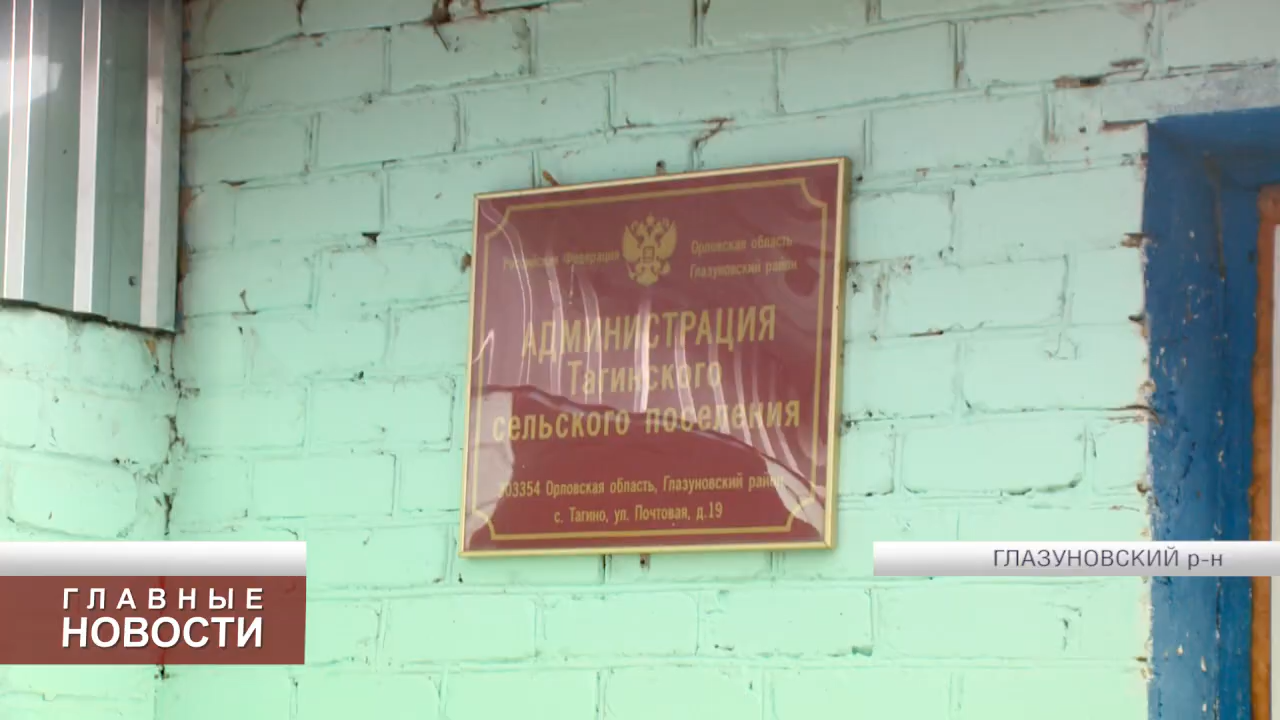 Российская Федерация
Орловская область
Глазуновский район
АДМИНИСТРАЦИЯ
Тагинского
сельского поселения
303354 Орловская область, Глазуновский район
с. Тагино, ул. Почтовая, д.19
ГЛАЗУНОВСКИЙ р-н
ГЛАВНЫЕ
НОВОСТИ